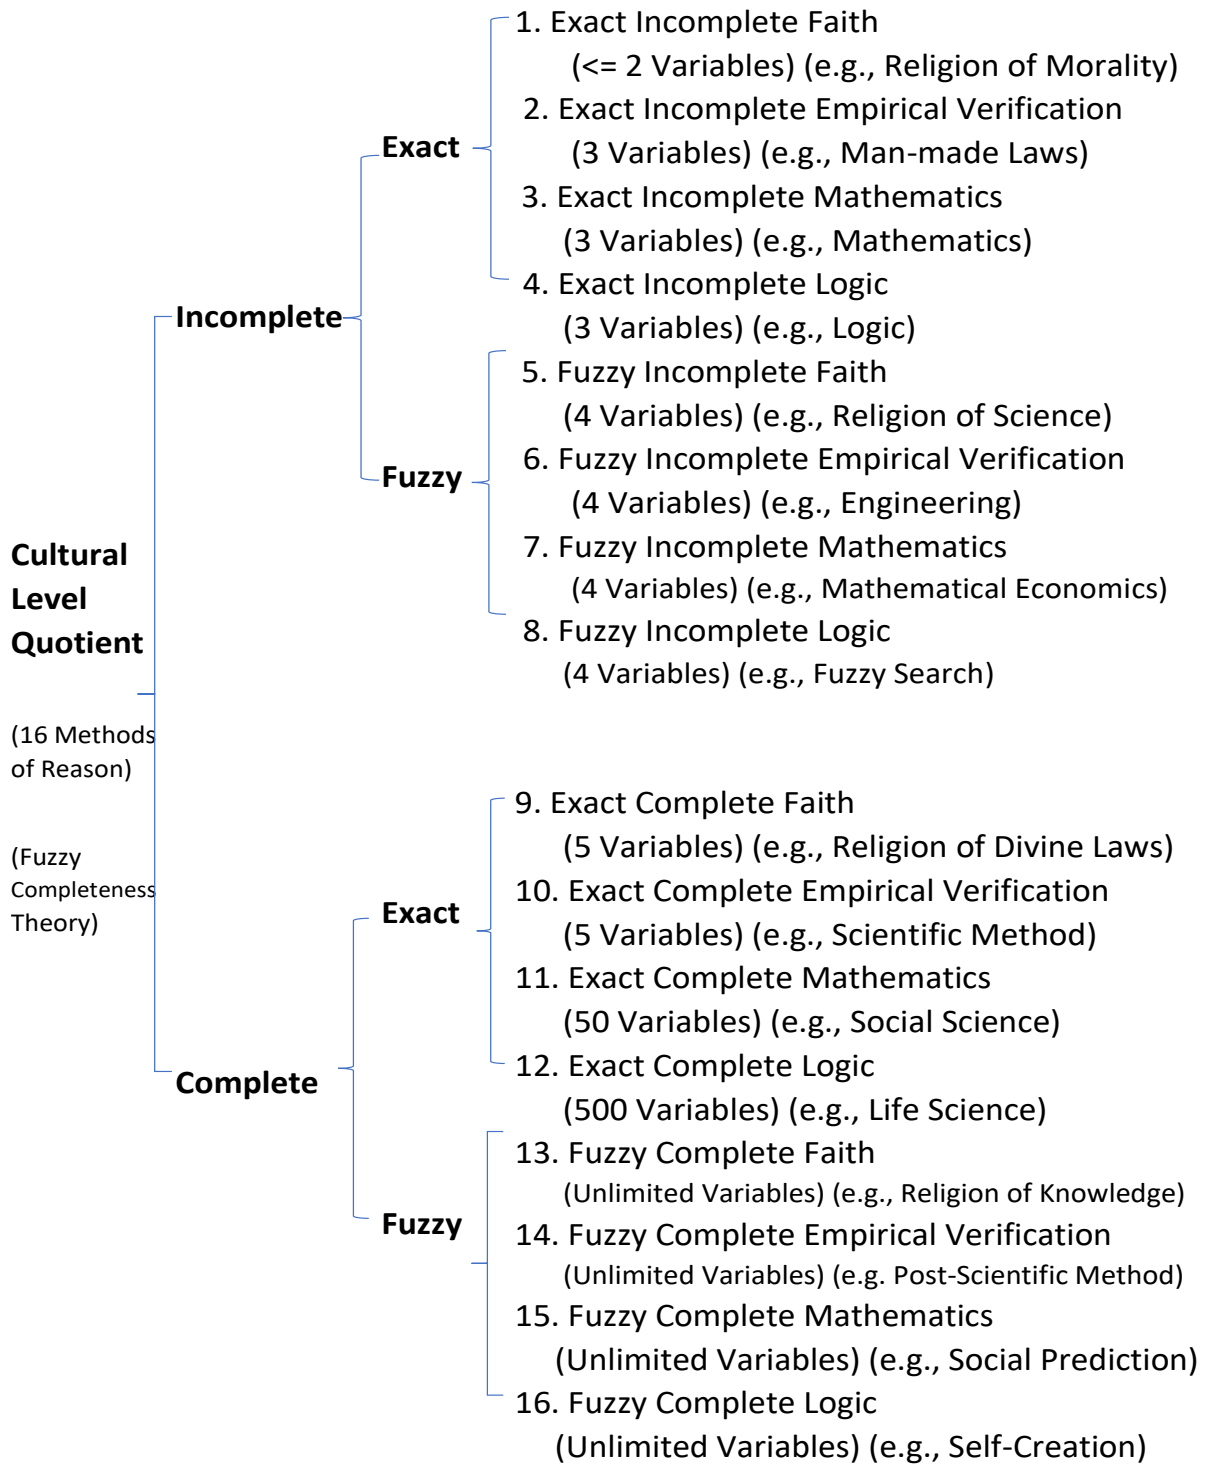 1. Exact Incomplete Faith
(<= 2 Variables) (e.g., Religion of Morality)
2. Exact Incomplete Empirical Verification
(3 Variables) (e.g., Man-made Laws)
3. Exact Incomplete Mathematics
(3 Variables) (e.g., Mathematics)
4. Exact Incomplete Logic
(3 Variables) (e.g., Logic)
Exact
Incomplete
5. Fuzzy Incomplete Faith
(4 Variables) (e.g., Religion of Science)
6. Fuzzy Incomplete Empirical Verification
(4 Variables) (e.g., Engineering)
7. Fuzzy Incomplete Mathematics
(4 Variables) (e.g., Mathematical Economics)
8. Fuzzy Incomplete Logic
(4 Variables) (e.g., Fuzzy Search)
Fuzzy
Cultural
Level
Quotient
(16 Methods
of Reason)
(Fuzzy
Completeness
Theory)
9. Exact Complete Faith
(5 Variables) (e.g., Religion of Divine Laws)
10. Exact Complete Empirical Verification
(5 Variables) (e.g., Scientific Method)
11. Exact Complete Mathematics
(50 Variables) (e.g., Social Science)
12. Exact Complete Logic
(500 Variables) (e.g., Life Science)
Exact
Complete
13. Fuzzy Complete Faith
(Unlimited Variables) (e.g., Religion of Knowledge)
14. Fuzzy Complete Empirical Verification
(Unlimited Variables) (e.g. Post-Scientific Method)
15. Fuzzy Complete Mathematics
(Unlimited Variables) (e.g., Social Prediction)
16. Fuzzy Complete Logic
(Unlimited Variables) (e.g., Self-Creation)
Fuzzy